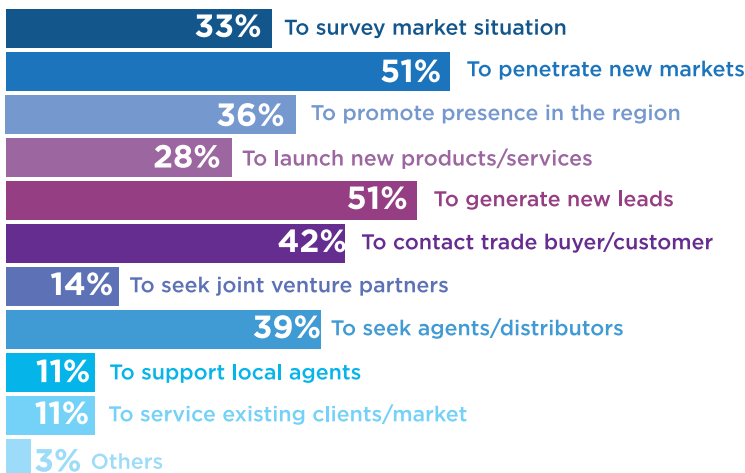 33% To survey market situation
51% To penetrate new markets
36% To promote presence in the region
28% To launch new products/services
51% To generate new leads
42% To contact trade buyer/customer
14% To seek joint venture partners
39% To seek agents/distributors
11% To support local agents
11% To service existing clients/market
3% Others